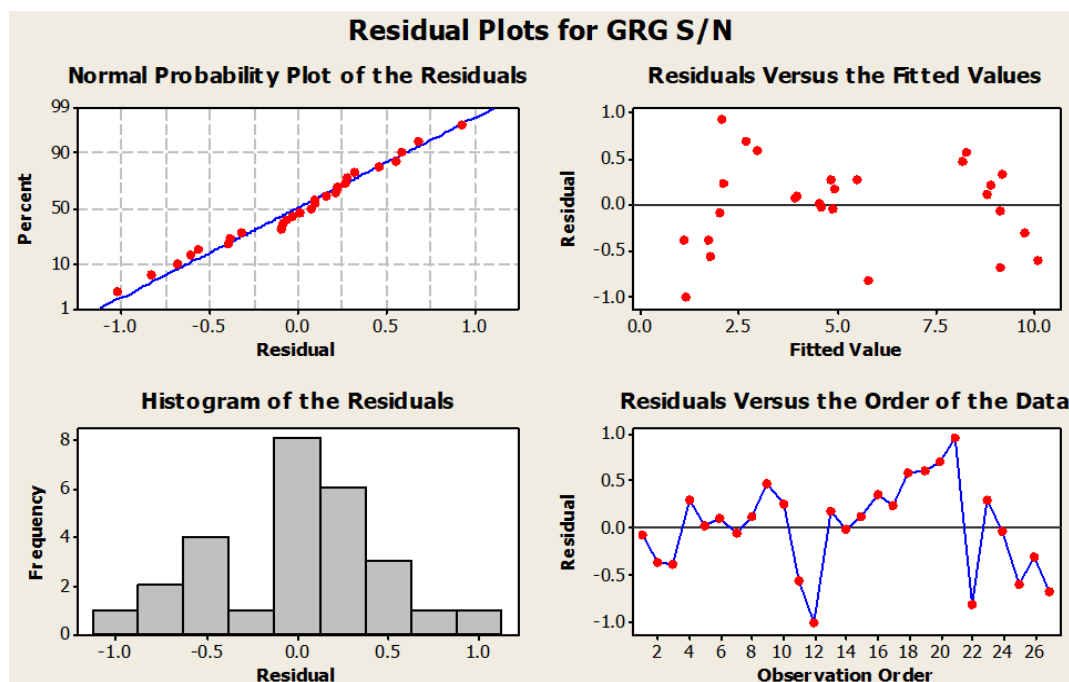 Residual Plots for GRG S/N
Normal Probability Plot of the Residuals
99
90
50
10
1
Percent
-1.0 -0.5 0.0 0.5 1.0
Residual
Residuals Versus the Fitted Values
1.0
0.5
0.0
-0.5
-1.0
Residual
0.0 2.5 5.0 7.5 10.0
Fitted Value
Histogram of the Residuals
8
6
4
2
0
Frequency
-1.0 -0.5 0.0 0.5 1.0
Residual
Residuals Versus the Order of the Data
1.0
0.5
0.0
-0.5
-1.0
Residual
2 4 6 8 10 12 14 16 18 20 22 24 26
Observation Order